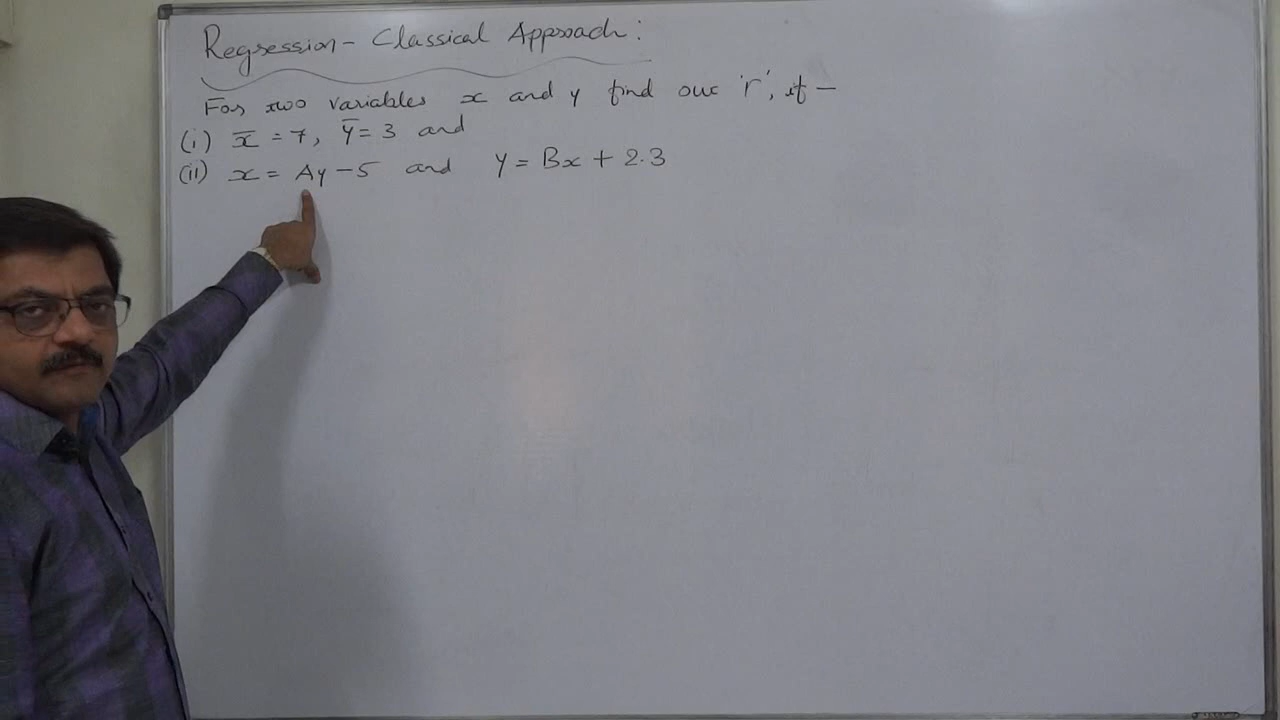 Regression - Classical Approach:
For two variables x and y find out 'r', if –
(i) x̅ = 7, y̅ = 3 and
(ii) x = Ay - 5 and y = Bx + 2.3